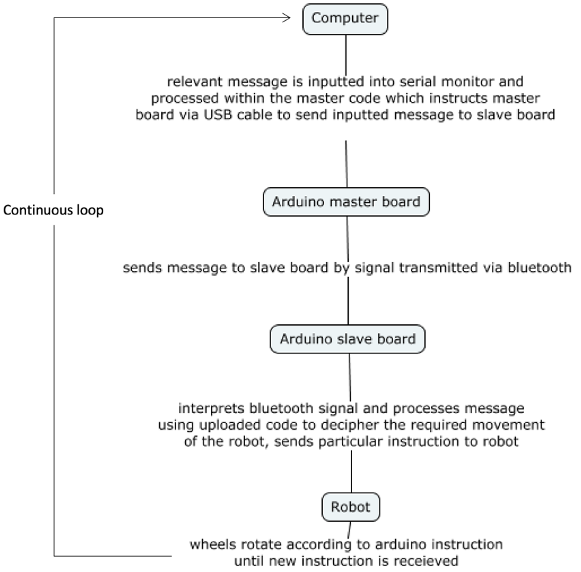 Computer
relevant message is inputted into serial monitor and
processed within the master code which instructs master
board via USB cable to send inputted message to slave board
Arduino master board
Continuous loop
sends message to slave board by signal transmitted via bluetooth
Arduino slave board
interprets bluetooth signal and processes message
using uploaded code to decipher the required movement
of the robot, sends particular instruction to robot
Robot
wheels rotate according to arduino instruction
until new instruction is receieved